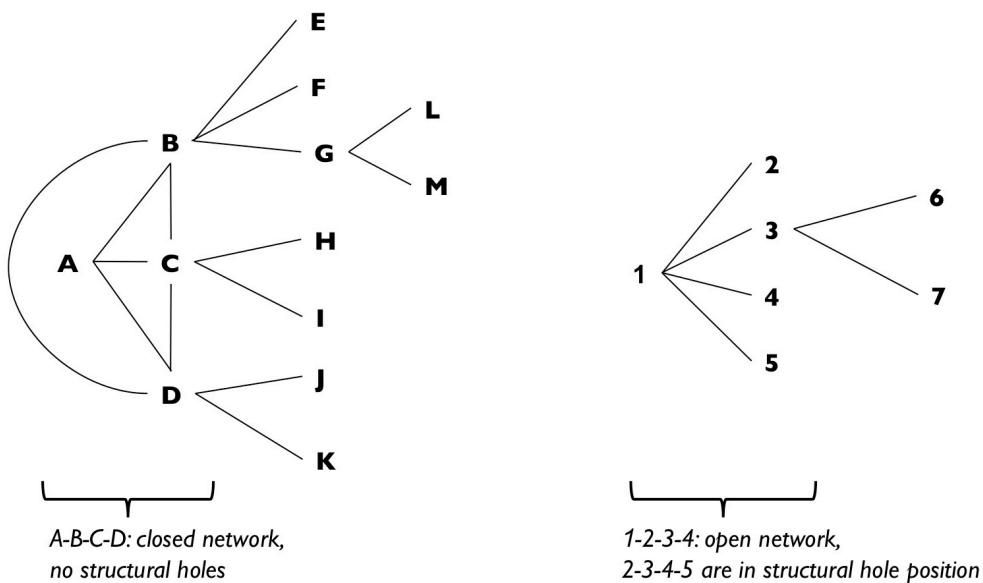 E
F
L
B
G
M
2
6
H
3
A
C
1
4
7
I
5
J
D
K
A-B-C-D: closed network,
no structural holes
1-2-3-4: open network,
2-3-4-5 are in structural hole position